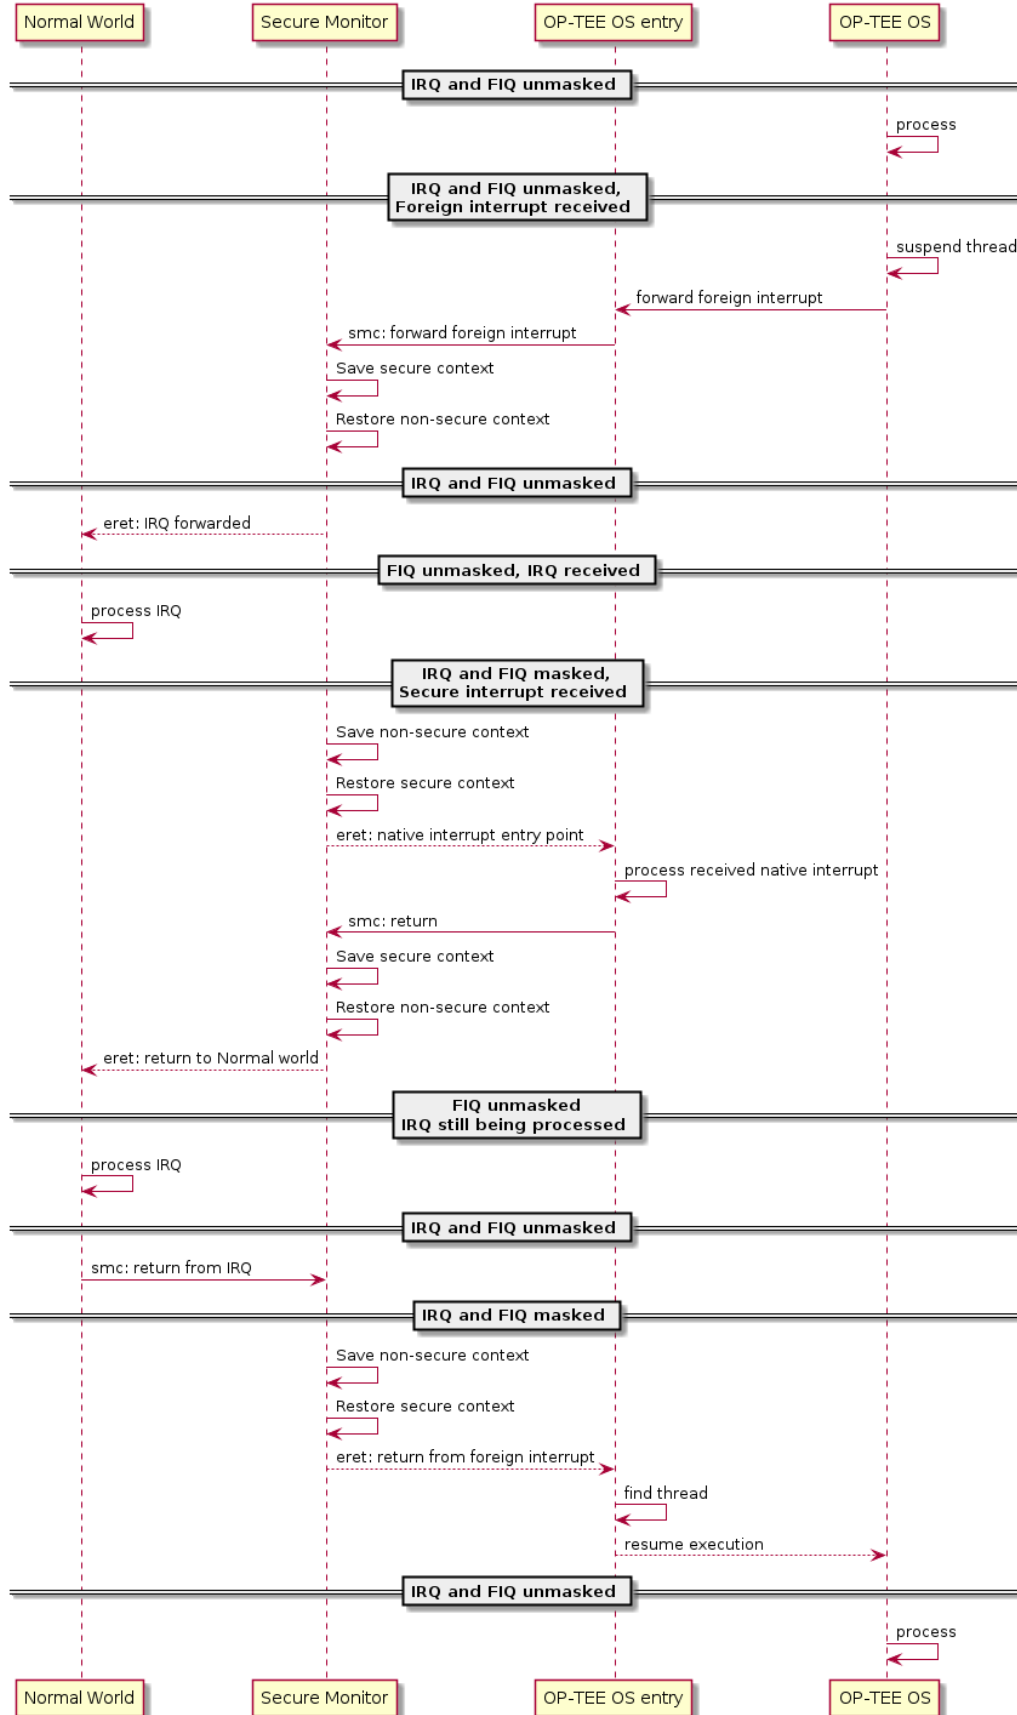 Normal World
Secure Monitor
OP-TEE OS entry
OP-TEE OS
IRQ and FIQ unmasked
process
IRQ and FIQ unmasked,
Foreign interrupt received
suspend thread
forward foreign interrupt
smc: forward foreign interrupt
Save secure context
Restore non-secure context
IRQ and FIQ unmasked
eret: IRQ forwarded
FIQ unmasked, IRQ received
process IRQ
IRQ and FIQ masked,
Secure interrupt received
Save non-secure context
Restore secure context
eret: native interrupt entry point
process received native interrupt
smc: return
Save secure context
Restore non-secure context
eret: return to Normal world
FIQ unmasked
IRQ still being processed
process IRQ
IRQ and FIQ unmasked
smc: return from IRQ
IRQ and FIQ masked
Save non-secure context
Restore secure context
eret: return from foreign interrupt
find thread
resume execution
IRQ and FIQ unmasked
process
Normal World
Secure Monitor
OP-TEE OS entry
OP-TEE OS